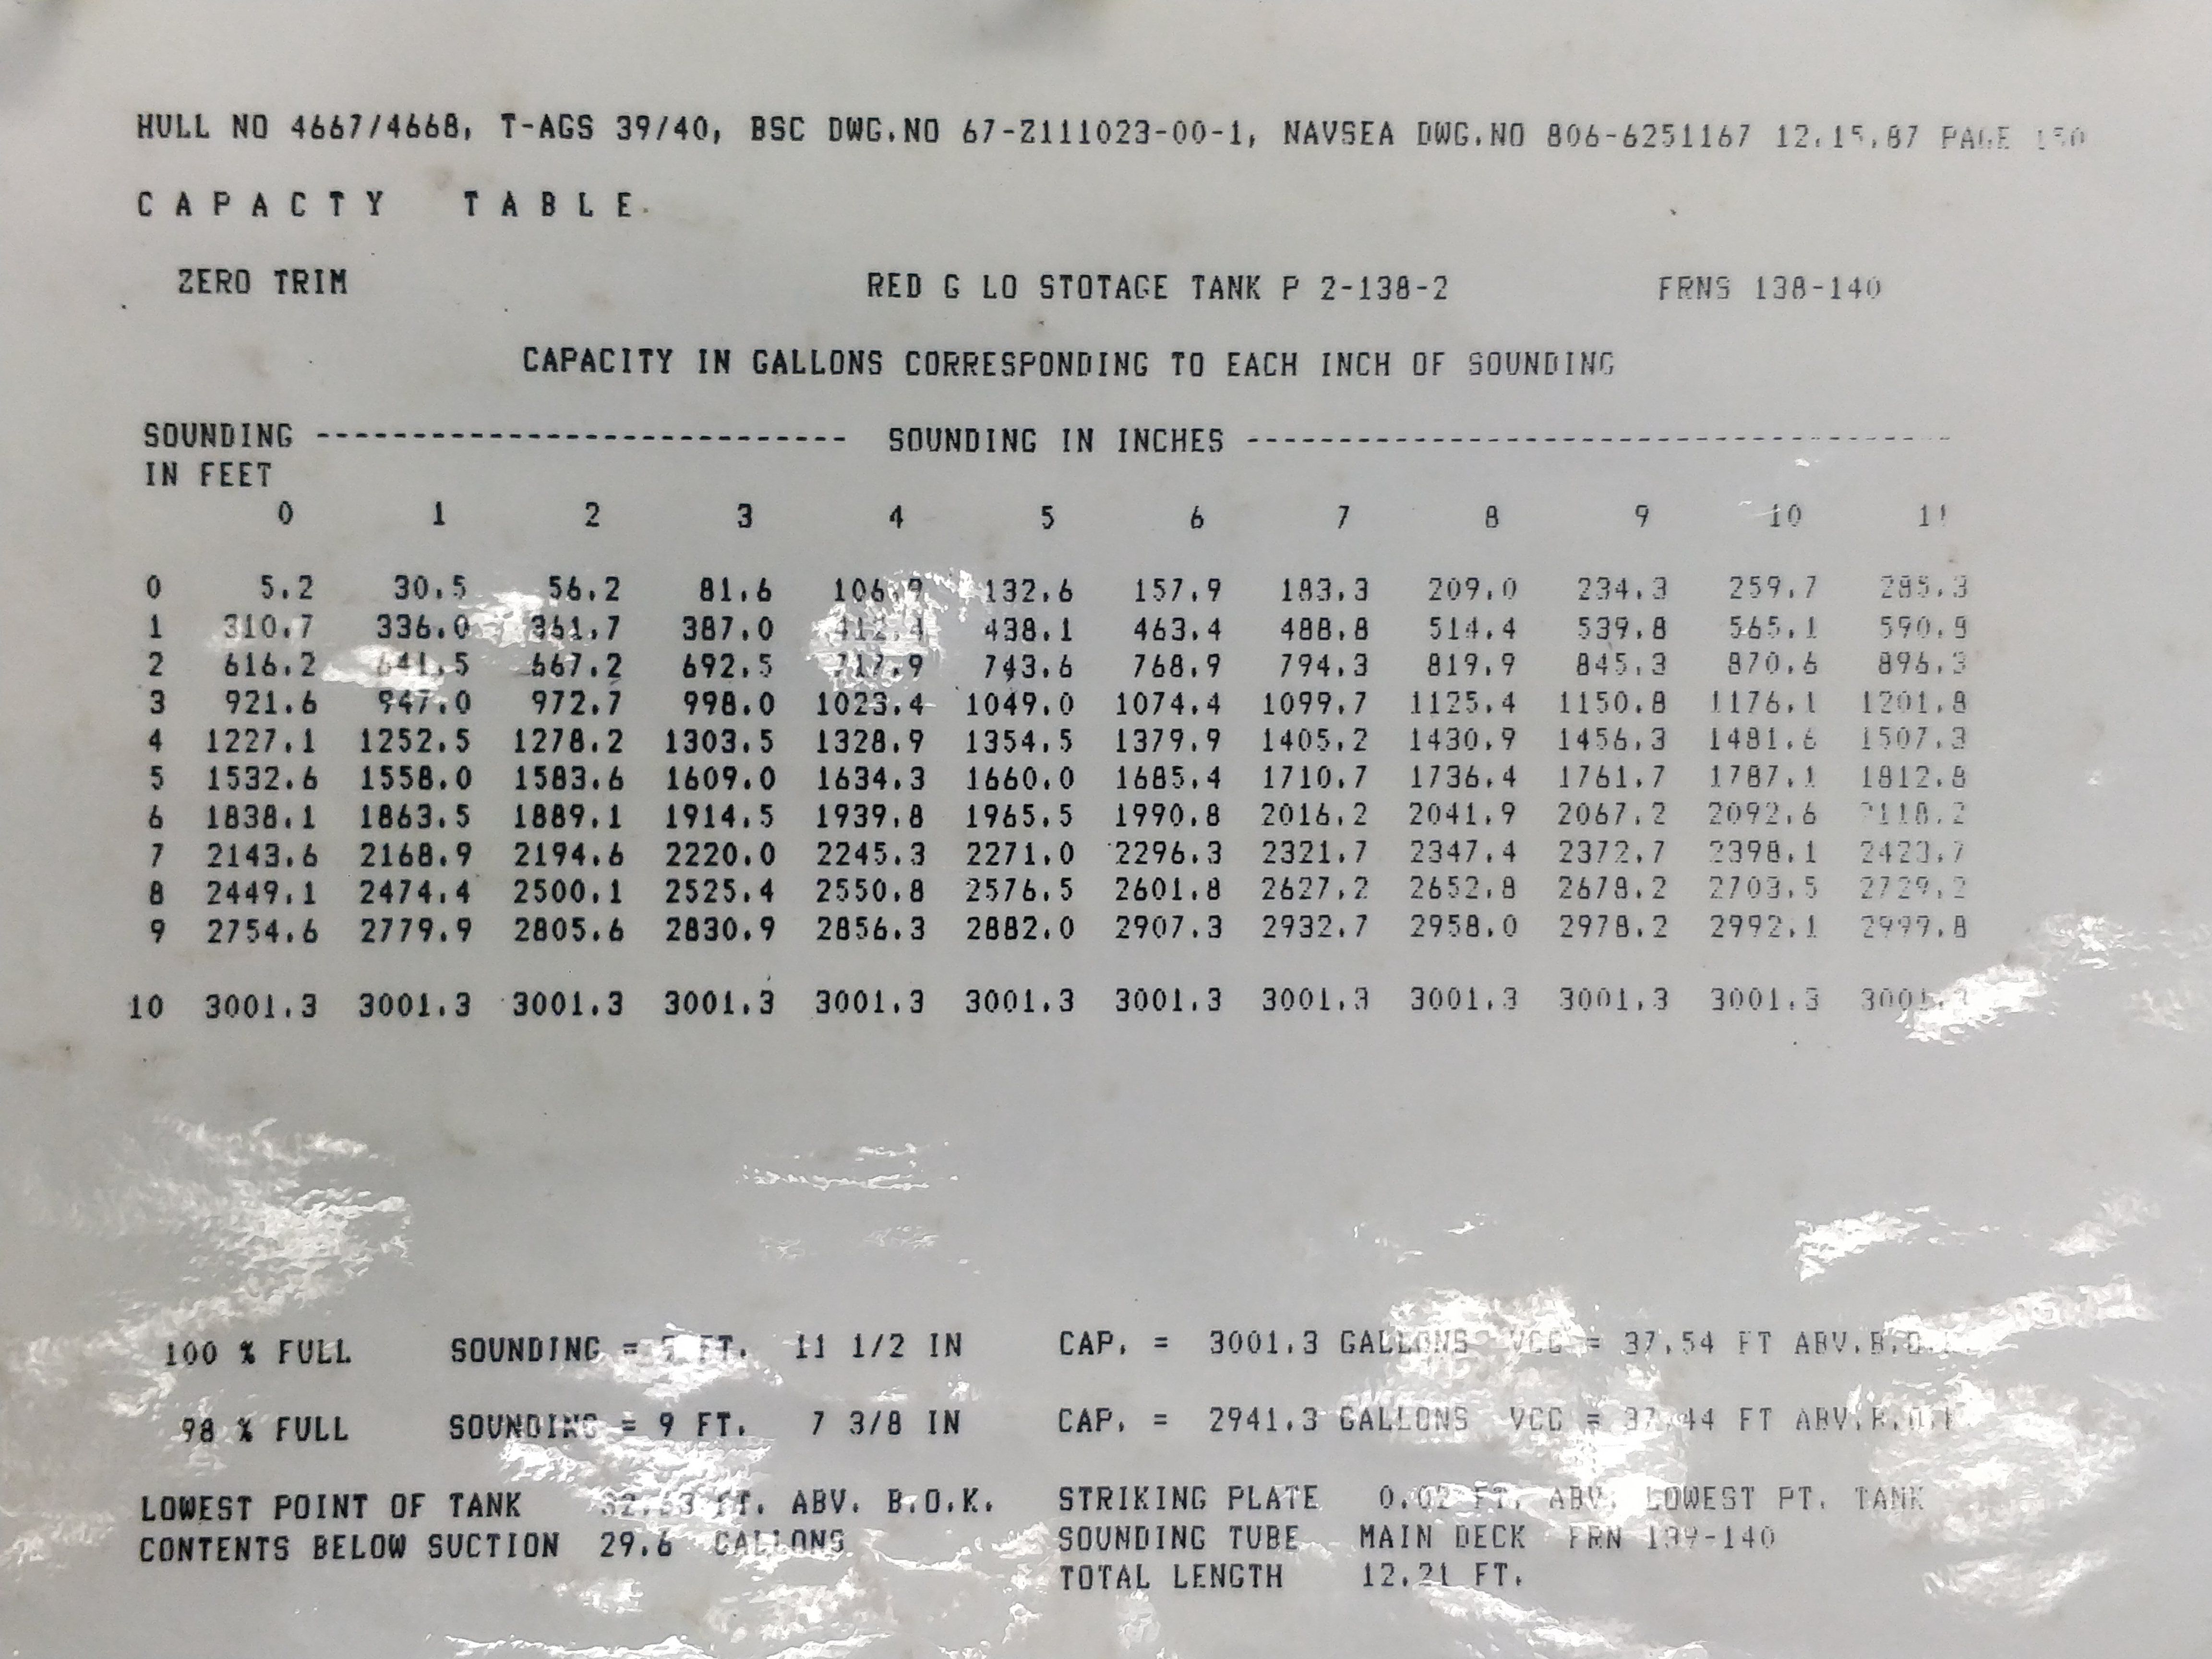 HULL NO 4667/4668, T-AGS 39/40, BSC DWG.NO 67-Z111023-00-1, NAVSEA DWG.NO 806-6251167 12.15.87 PAGE
C A P A C T Y T A B L E
ZERO TRIM RED G LO STOTAGE TANK P 2-138-2 FRNS 138-140
CAPACITY IN GALLONS CORRESPONDING TO EACH INCH OF SOUNDING
SOUNDING ---------------------------- SOUNDING IN INCHES ----------------------------------------
IN FEET
0 1 2 3 4 5 6 7 8 9 10 11
0 5.2 30.5 56.2 81.6 106.9 132.6 157.9 183.3 209.0 234.3 259.7 285.3
1 310.7 336.0 361.7 387.0 438.1 463.4 488.8 514.4 539.8 565.1 590.8
2 616.2 641.5 667.2 692.5 717.9 743.6 768.9 794.3 819.9 845.3 870.6 896.3
3 921.6 947.0 972.7 998.0 1023.4 1049.0 1074.4 1099.7 1125.4 1150.8 1176.1 1201.8
4 1227.1 1252.5 1278.2 1303.5 1328.9 1354.5 1379.9 1405.2 1430.9 1456.3 1481.6 1507.3
5 1532.6 1558.0 1583.6 1609.0 1634.3 1660.0 1685.4 1710.7 1736.4 1761.7 1787.1 1812.8
6 1838.1 1863.5 1889.1 1914.5 1939.8 1965.5 1990.8 2016.2 2041.9 2067.2 2092.6 2118.2
7 2143.6 2168.9 2194.6 2220.0 2245.3 2271.0 2296.3 2321.7 2347.4 2372.7 2398.1 2423.7
8 2449.1 2474.4 2500.1 2525.4 2550.8 2576.5 2601.8 2627.2 2652.8 2678.2 2703.5 2729.2
9 2754.6 2779.9 2805.6 2830.9 2856.3 2882.0 2907.3 2932.7 2958.0 2978.2 2992.1 2999.8
10 3001.3 3001.3 3001.3 3001.3 3001.3 3001.3 3001.3 3001.3 3001.3 3001.3 3001.3 3001.3
100 % FULL SOUNDING = FT. 11 1/2 IN CAP. = 3001.3 GALLONS VCG = 37.54 FT ABV.B.O.
98 % FULL SOUNDING = 9 FT. 7 3/8 IN CAP. = 2941.3 GALLONS VCG = 37.44 FT ABV.B.O.
LOWEST POINT OF TANK FT. ABV. B.O.K. STRIKING PLATE 0.02 FT. ABV. LOWEST PT. TANK
CONTENTS BELOW SUCTION 29.6 GALLONS SOUNDING TUBE MAIN DECK FRN 139-140
TOTAL LENGTH 12.21 FT.